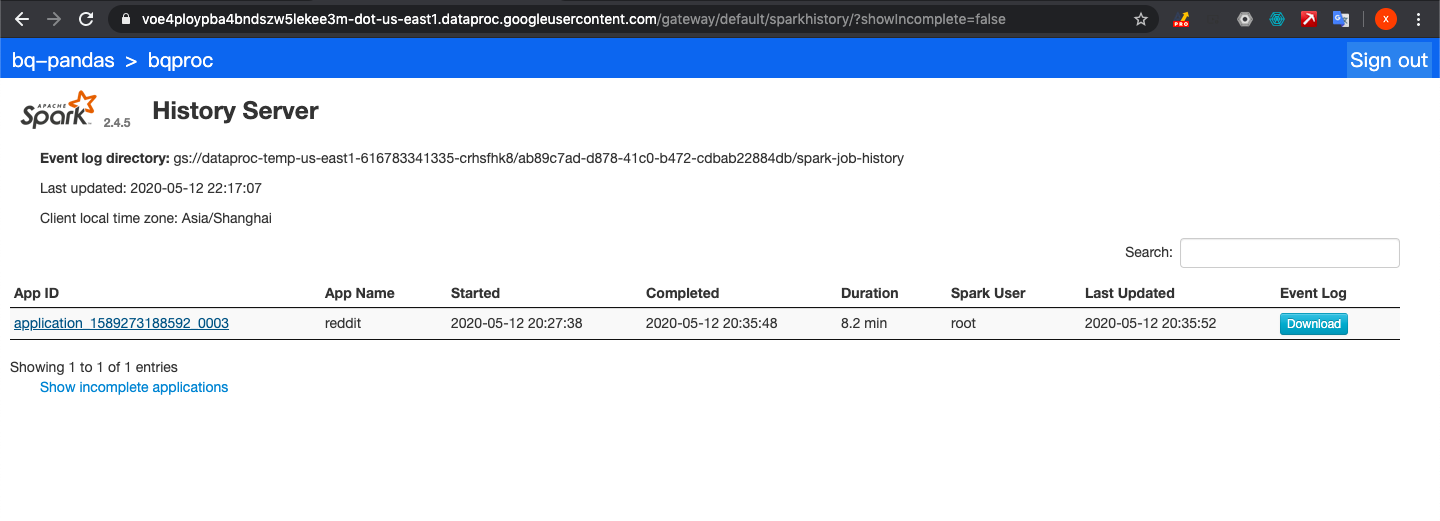 voe4ploypba4bndszw5lekee3m-dot-us-east1.dataproc.googleusercontent.com/gateway/default/sparkhistory/?showIncomplete=false
PRO
X
bq-pandas > bqproc
Sign out
APACHE
Spark 2.4.5
History Server
Event log directory: gs://dataproc-temp-us-east1-616783341335-crhsfhk8/ab89c7ad-d878-41c0-b472-cdbab22884db/spark-job-history
Last updated: 2020-05-12 22:17:07
Client local time zone: Asia/Shanghai
Search:
App ID App Name Started Completed Duration Spark User Last Updated Event Log
application_1589273188592_0003 reddit 2020-05-12 20:27:38 2020-05-12 20:35:48 8.2 min root 2020-05-12 20:35:52 Download
Showing 1 to 1 of 1 entries
Show incomplete applications